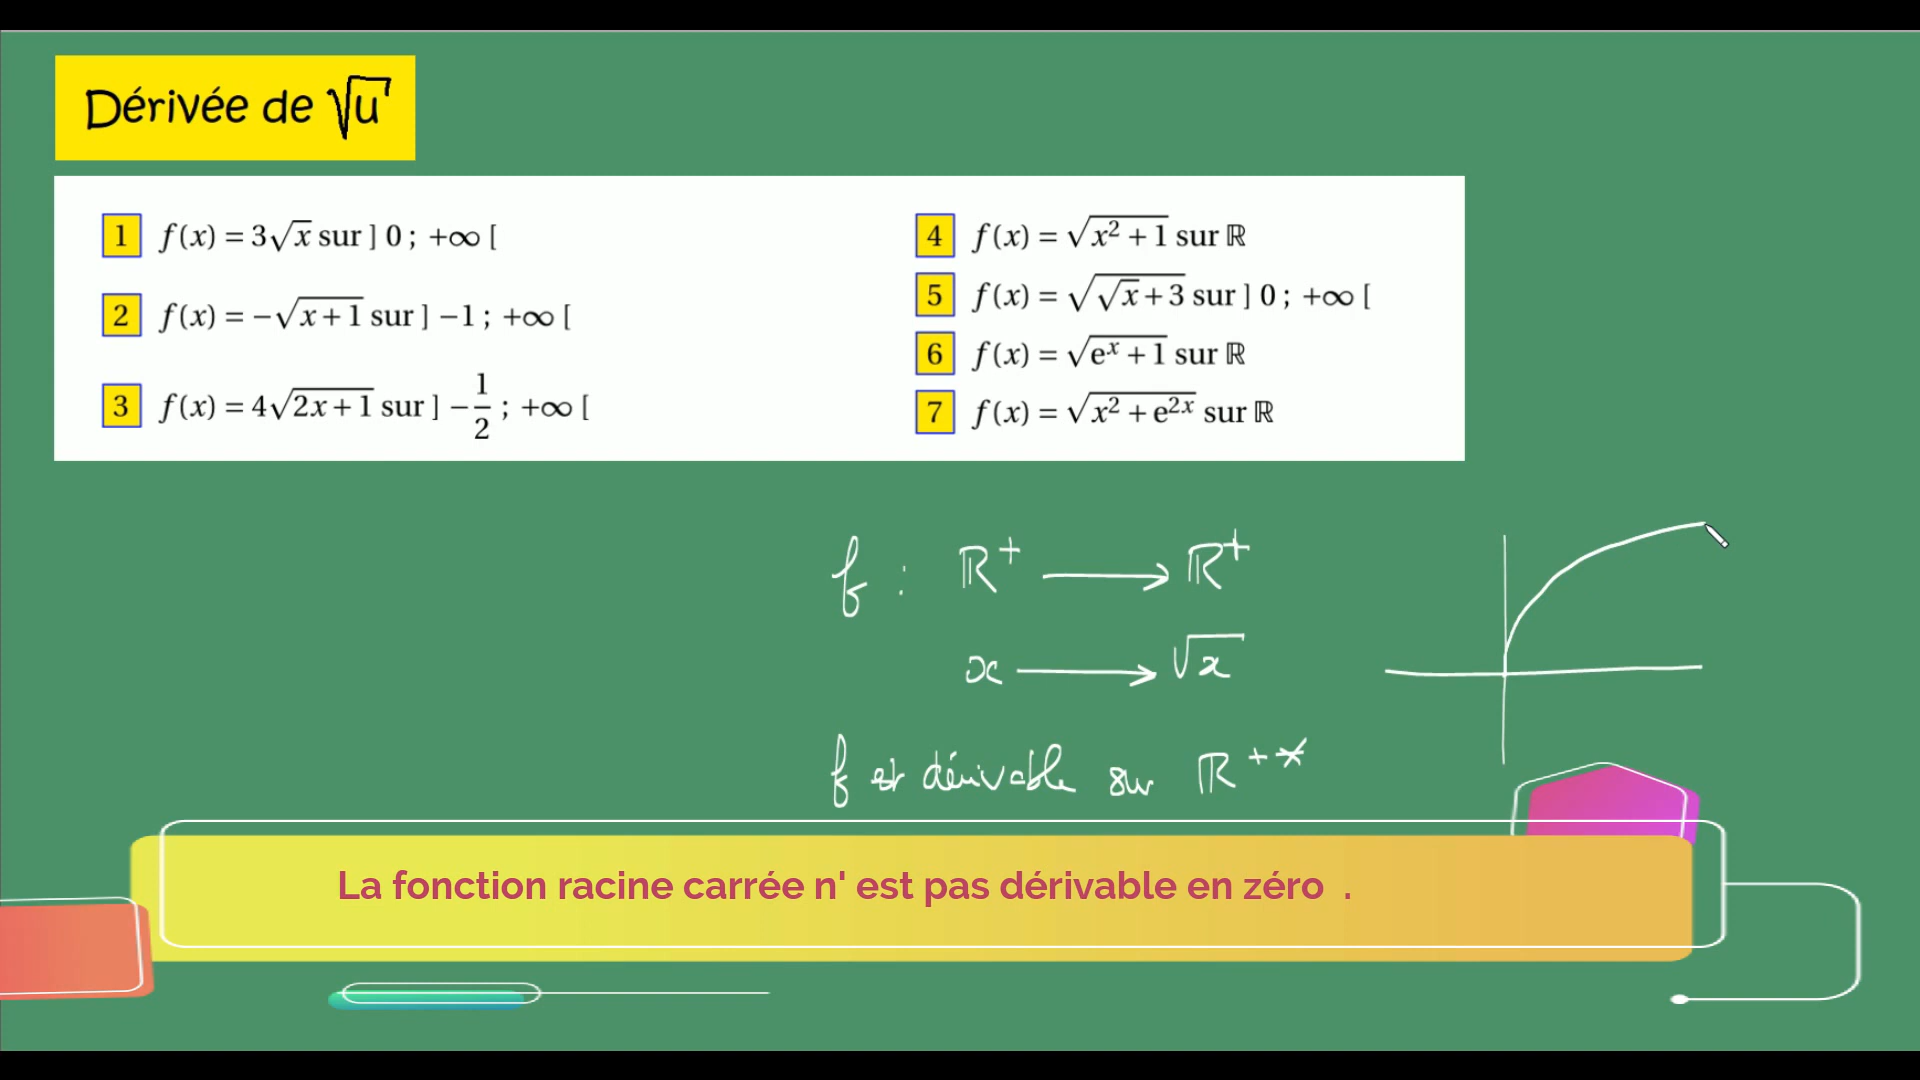 Dérivée de √u
1 f(x) = 3√x sur ] 0 ; +∞ [
2 f(x) = −√(x+1) sur ] −1 ; +∞ [
3 f(x) = 4√(2x+1) sur ] −1/2 ; +∞ [
4 f(x) = √(x² + 1) sur ℝ
5 f(x) = √(√x + 3) sur ] 0 ; +∞ [
6 f(x) = √(eˣ + 1) sur ℝ
7 f(x) = √(x² + e²ˣ) sur ℝ
f : ℝ⁺ ⟶ ℝ⁺
x ⟶ √x
f est dérivable sur ℝ⁺*
La fonction racine carrée n' est pas dérivable en zéro .